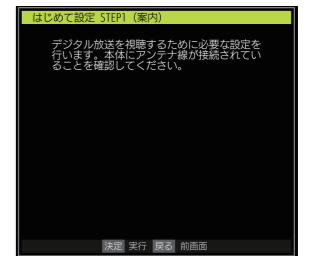 はじめて設定 STEP1（案内）
デジタル放送を視聴するために必要な設定を
行います。本体にアンテナ線が接続されてい
ることを確認してください。
決定 実行 戻る 前画面